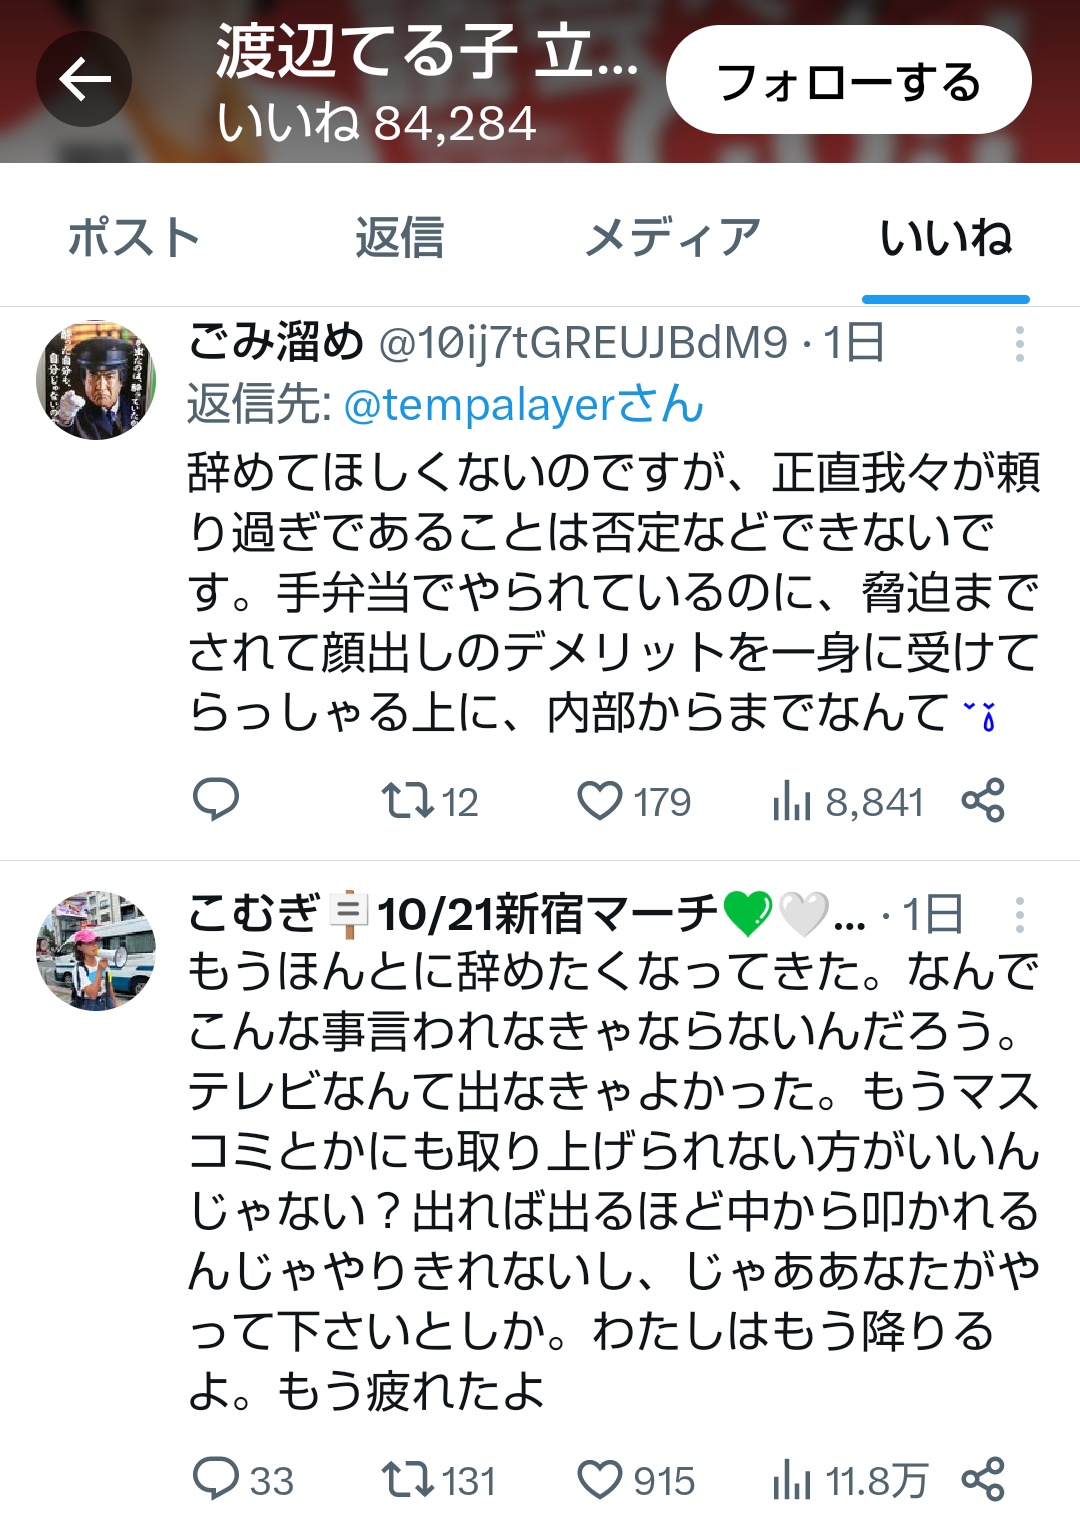 渡辺てる子 立...
いいね 84,284
フォローする
ポスト 返信 メディア いいね
ごみ溜め @10ij7tGREUJBdM9 · 1日
返信先: @tempalayerさん
辞めてほしくないのですが、正直我々が頼
り過ぎであることは否定などできないで
す。手弁当でやられているのに、脅迫まで
されて顔出しのデメリットを一身に受けて
らっしゃる上に、内部からまでなんて
12 179 8,841
こむぎ🪧10/21新宿マーチ💚🤍... · 1日
もうほんとに辞めたくなってきた。なんで
こんな事言われなきゃならないんだろう。
テレビなんて出なきゃよかった。もうマス
コミとかにも取り上げられない方がいいん
じゃない？出れば出るほど中から叩かれる
んじゃやりきれないし、じゃああなたがや
って下さいとしか。わたしはもう降りる
よ。もう疲れたよ
33 131 915 11.8万